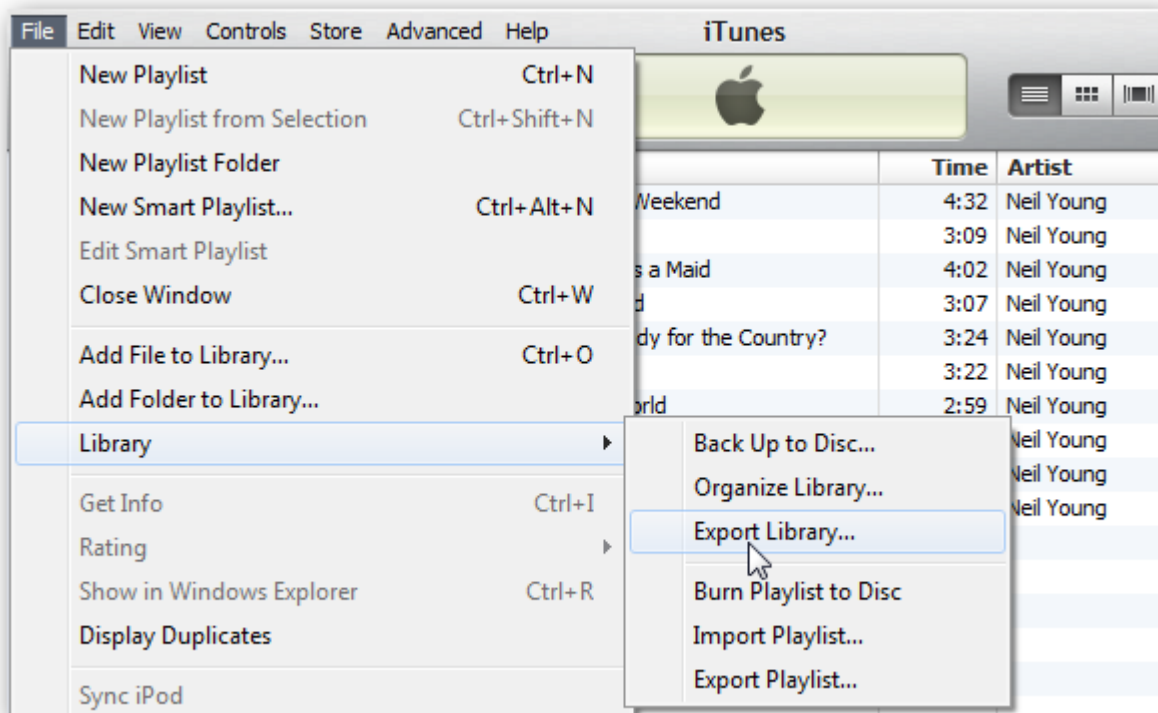 File Edit View Controls Store Advanced Help
iTunes
New Playlist Ctrl+N
New Playlist from Selection Ctrl+Shift+N
New Playlist Folder
New Smart Playlist... Ctrl+Alt+N
Edit Smart Playlist
Close Window Ctrl+W
Add File to Library... Ctrl+O
Add Folder to Library...
Library
Get Info Ctrl+I
Rating
Show in Windows Explorer Ctrl+R
Display Duplicates
Sync iPod
Back Up to Disc...
Organize Library...
Export Library...
Burn Playlist to Disc
Import Playlist...
Export Playlist...
Time Artist
Weekend 4:32 Neil Young
3:09 Neil Young
s a Maid 4:02 Neil Young
d 3:07 Neil Young
dy for the Country? 3:24 Neil Young
3:22 Neil Young
orld 2:59 Neil Young
Neil Young
Neil Young
Neil Young